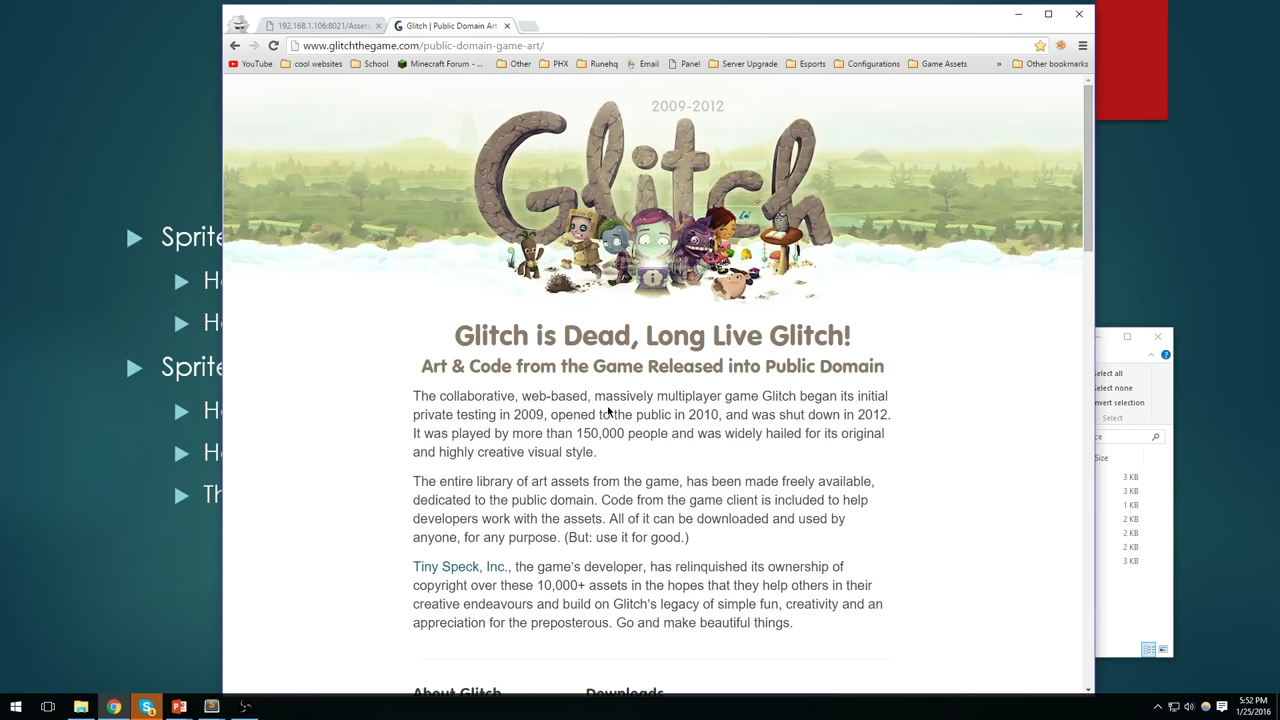 192.168.1.106:8021/Asset
Glitch | Public Domain Art
www.glitchthegame.com/public-domain-game-art/
YouTube cool websites School Minecraft Forum - ... Other PHX Runehq Email Panel Server Upgrade Esports Configurations Game Assets » Other bookmarks
2009-2012
Glitch
Glitch is Dead, Long Live Glitch!
Art & Code from the Game Released into Public Domain
The collaborative, web-based, massively multiplayer game Glitch began its initial
private testing in 2009, opened to the public in 2010, and was shut down in 2012.
It was played by more than 150,000 people and was widely hailed for its original
and highly creative visual style.
The entire library of art assets from the game, has been made freely available,
dedicated to the public domain. Code from the game client is included to help
developers work with the assets. All of it can be downloaded and used by
anyone, for any purpose. (But: use it for good.)
Tiny Speck, Inc., the game's developer, has relinquished its ownership of
copyright over these 10,000+ assets in the hopes that they help others in their
creative endeavours and build on Glitch's legacy of simple fun, creativity and an
appreciation for the preposterous. Go and make beautiful things.
About Glitch Downloads
Sprite
H
H
Sprite
H
H
Th
Select all
Select none
nvert selection
Select
ce
Size
3 KB
3 KB
1 KB
2 KB
2 KB
2 KB
3 KB
5:52 PM
1/25/2016